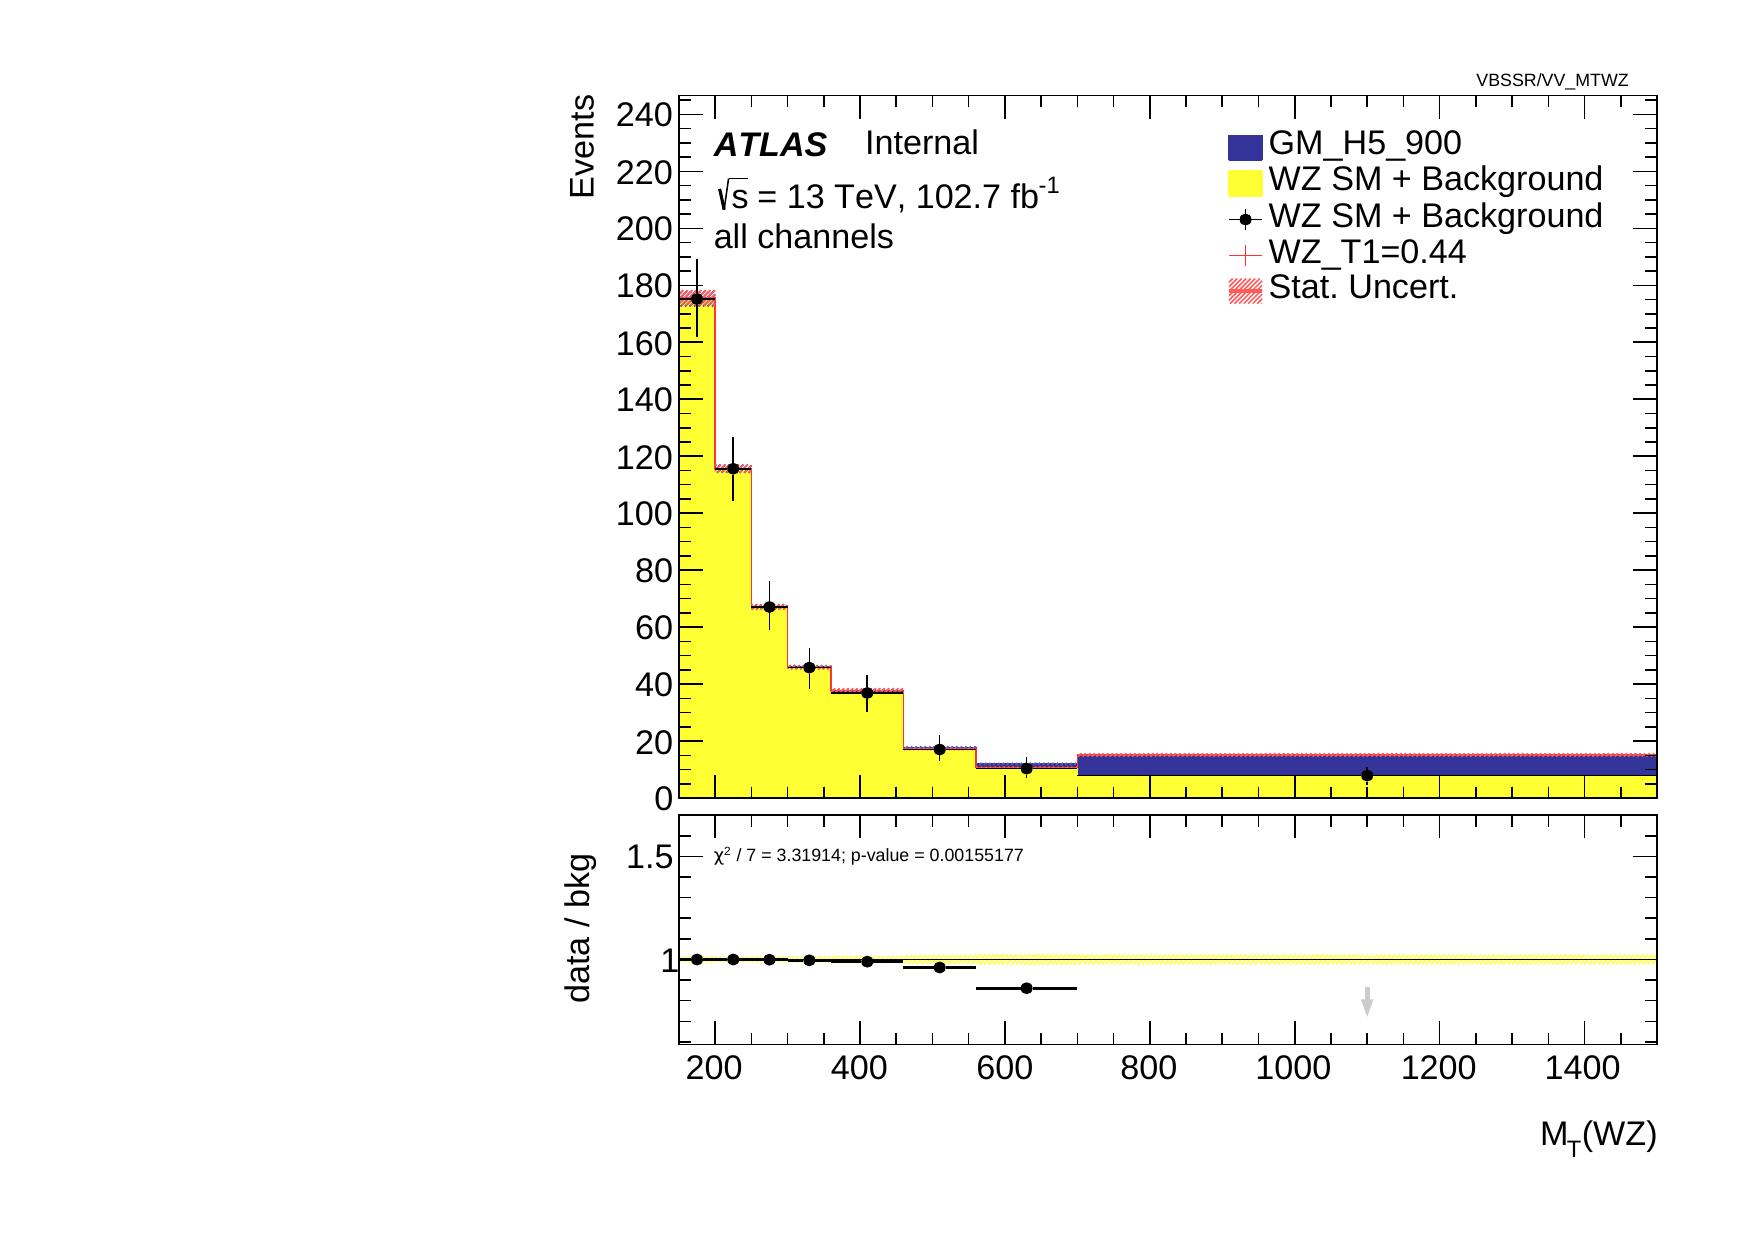 VBSSR/VV_MTWZ
Events
240
220
200
180
160
140
120
100
80
60
40
20
0
ATLAS Internal
√s = 13 TeV, 102.7 fb-1
all channels
GM_H5_900
WZ SM + Background
WZ SM + Background
WZ_T1=0.44
Stat. Uncert.
data / bkg
1.5
1
χ2 / 7 = 3.31914; p-value = 0.00155177
200 400 600 800 1000 1200 1400
MT(WZ)